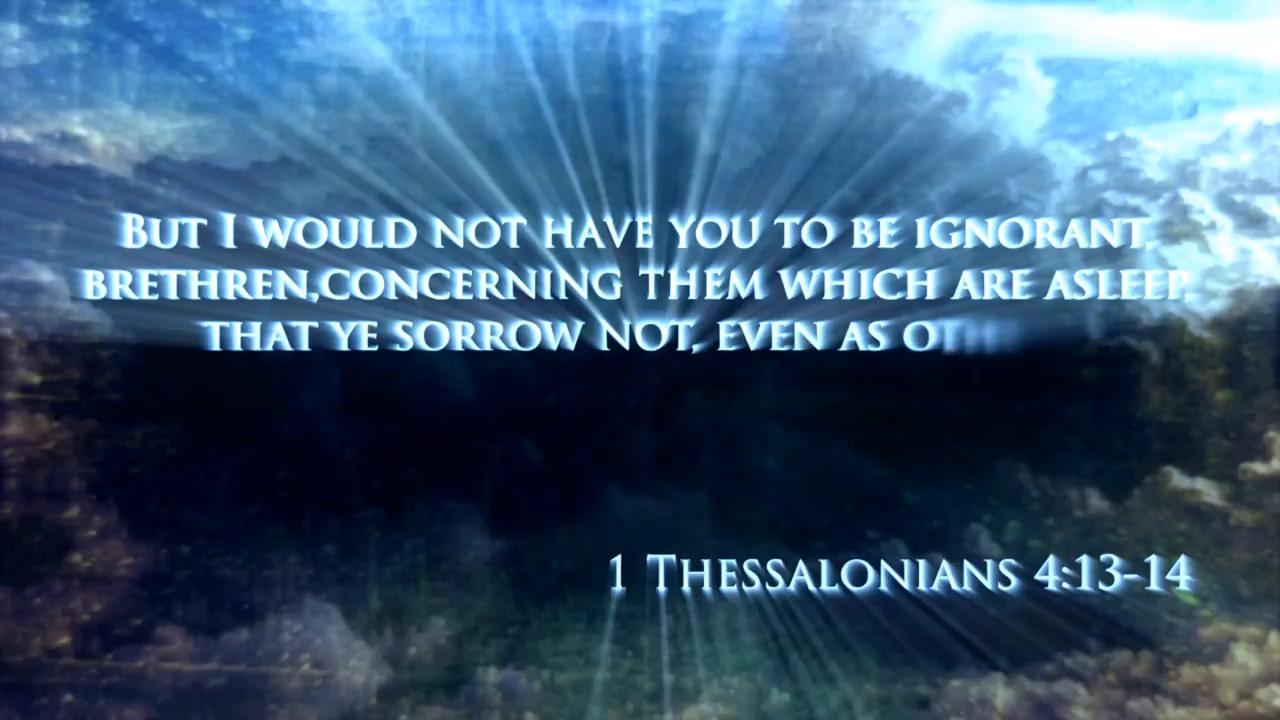 But I would not have you to be ignorant,
brethren,concerning them which are asleep,
that ye sorrow not, even as
1 Thessalonians 4:13-14